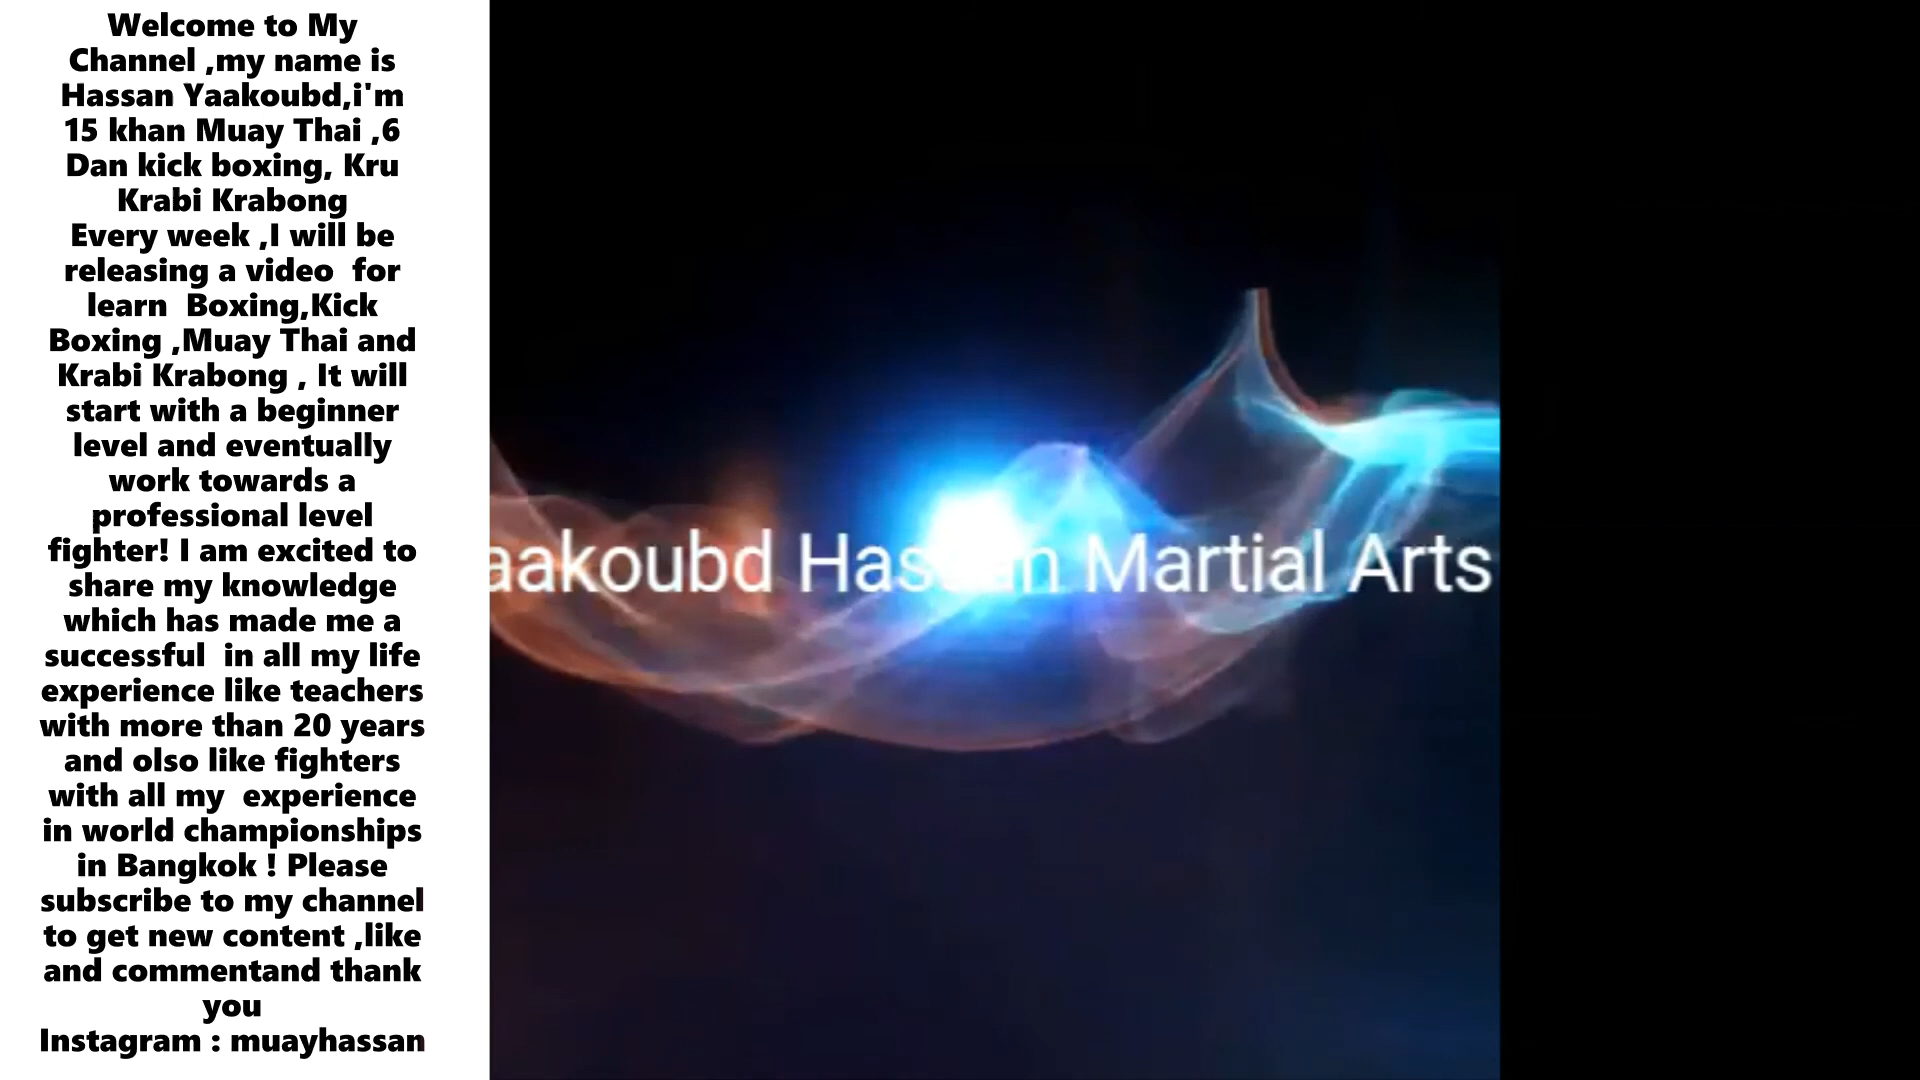 Welcome to My
Channel ,my name is
Hassan Yaakoubd,i'm
15 khan Muay Thai ,6
Dan kick boxing, Kru
Krabi Krabong
Every week ,I will be
releasing a video  for
learn  Boxing,Kick
Boxing ,Muay Thai and
Krabi Krabong , It will
start with a beginner
level and eventually
work towards a
professional level
fighter! I am excited to
share my knowledge
which has made me a
successful  in all my life
experience like teachers
with more than 20 years
and olso like fighters
with all my  experience
in world championships
in Bangkok ! Please
subscribe to my channel
to get new content ,like
and commentand thank
you
Instagram : muayhassan
aakoubd Hassan Martial Arts